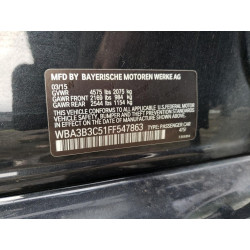 MFD BY BAYERISCHE MOTOREN WERKE AG
03/15
GVWR 4575 lbs 2075 kg
GAWR FRONT 2169 lbs 984 kg
GAWR REAR 2544 lbs 1154 kg
THIS VEHICLE CONFORMS TO ALL APPLICABLE
FEDERAL MOTOR VEHICLE SAFETY, BUMPER,
AND THEFT PREVENTION STANDARDS IN EFFECT
ON THE DATE OF MANUFACTURE SHOWN ABOVE.
WBA3B3C51FF547863 TYPE: PASSENGER CAR